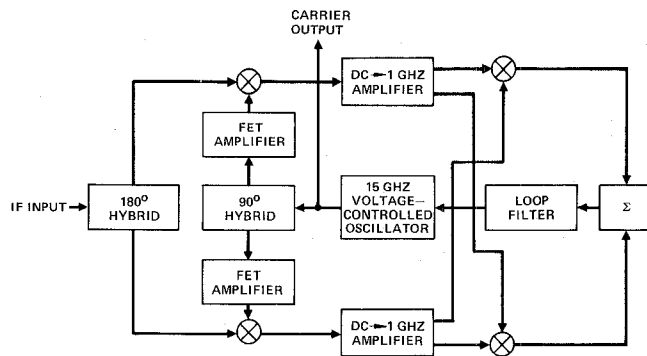 CARRIER
OUTPUT
DC→1 GHZ
AMPLIFIER
FET
AMPLIFIER
IF INPUT
180° HYBRID
90° HYBRID
15 GHZ
VOLTAGE—
CONTROLLED
OSCILLATOR
LOOP
FILTER
Σ
FET
AMPLIFIER
DC→1 GHZ
AMPLIFIER